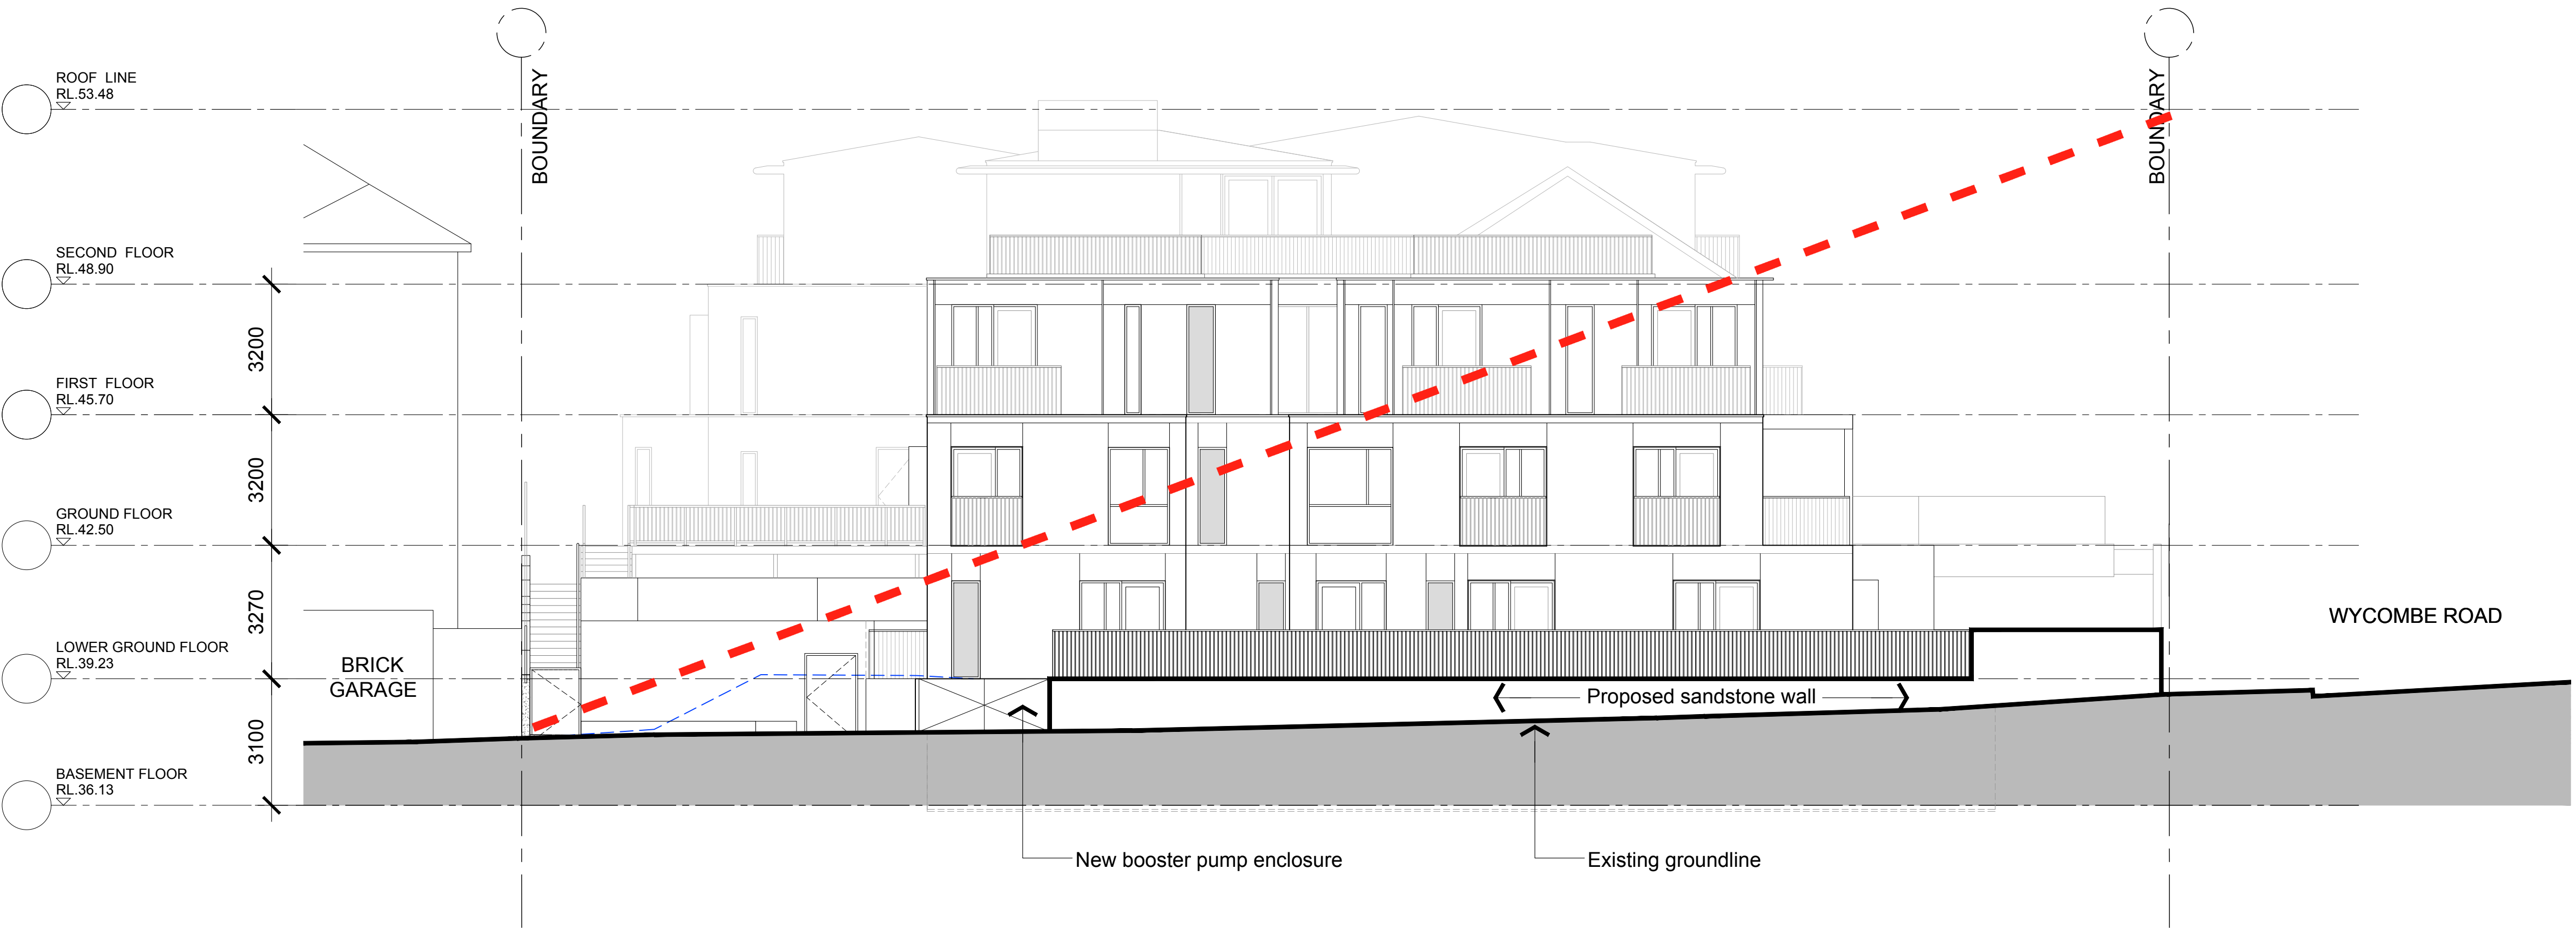 ROOF LINE
RL.53.48
BOUNDARY
BOUNDARY
SECOND FLOOR
RL.48.90
3200
FIRST FLOOR
RL.45.70
3200
GROUND FLOOR
RL.42.50
3270
WYCOMBE ROAD
LOWER GROUND FLOOR
RL.39.23
BRICK
GARAGE
Proposed sandstone wall
3100
BASEMENT FLOOR
RL.36.13
New booster pump enclosure
Existing groundline